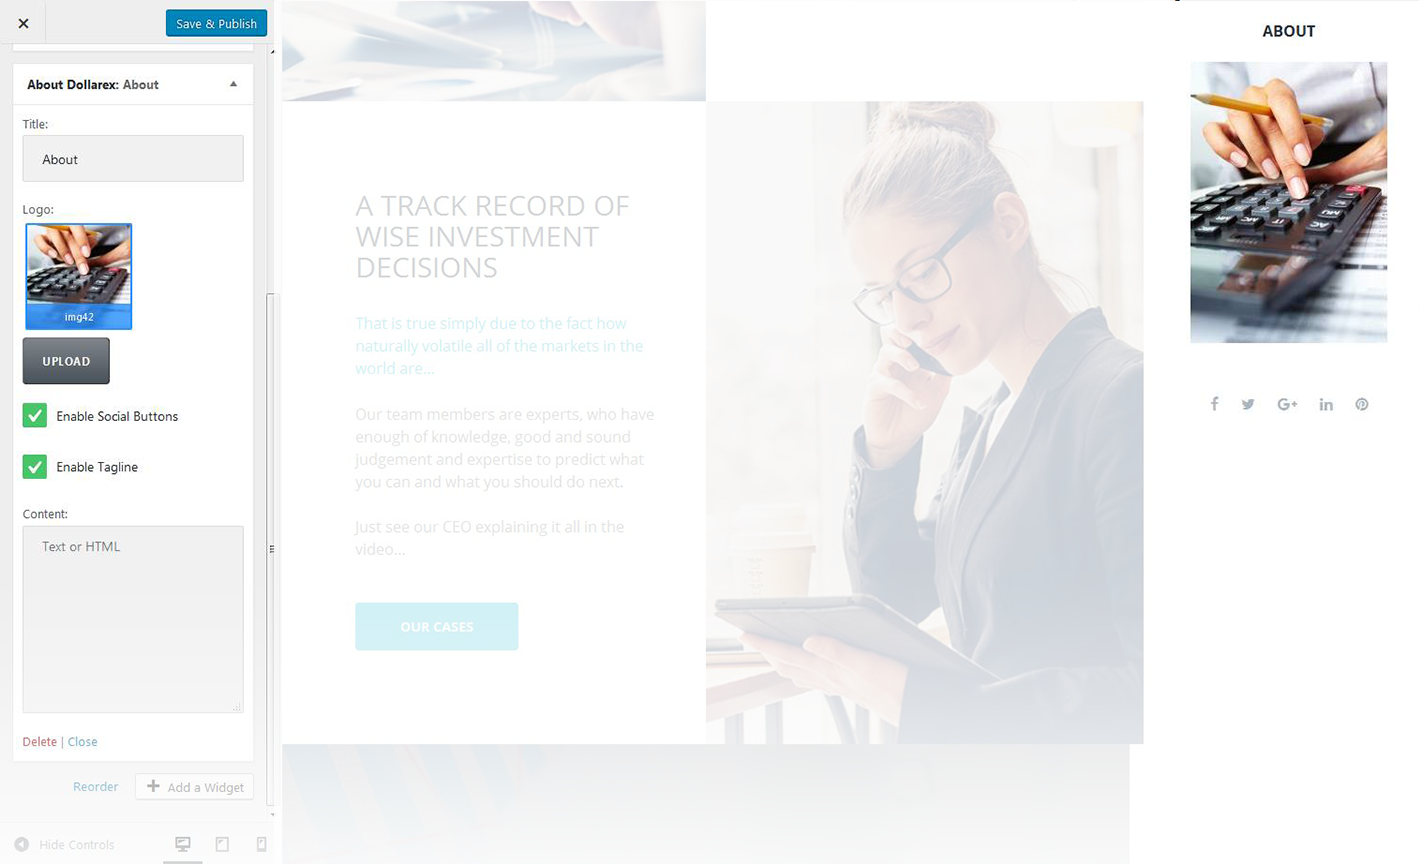 Save & Publish
About Dollarex: About
Title:
About
Logo:
img42
UPLOAD
Enable Social Buttons
Enable Tagline
Content:
Text or HTML
Delete | Close
Reorder
Add a Widget
Hide Controls
A TRACK RECORD OF
WISE INVESTMENT
DECISIONS
That is true simply due to the fact how
naturally volatile all of the markets in the
world are...
Our team members are experts, who have
enough of knowledge, good and sound
judgement and expertise to predict what
you can and what you should do next.
Just see our CEO explaining it all in the
video...
OUR CASES
ABOUT